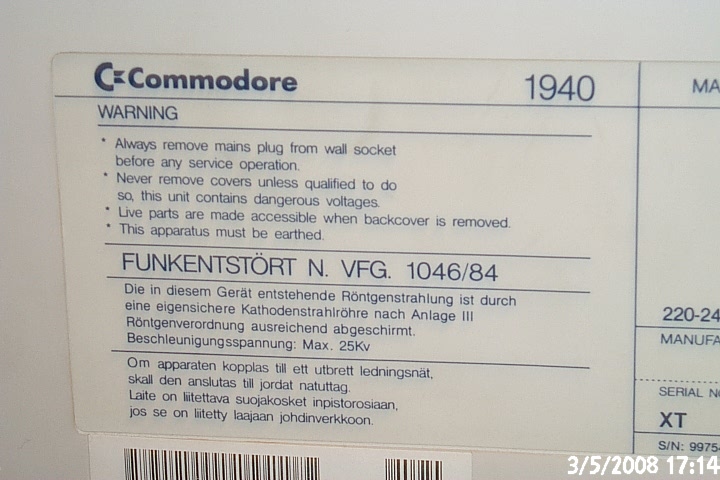 Commodore 1940
MA
WARNING
* Always remove mains plug from wall socket
before any service operation.
* Never remove covers unless qualified to do
so, this unit contains dangerous voltages.
* Live parts are made accessible when backcover is removed.
* This apparatus must be earthed.
FUNKENTSTÖRT N. VFG. 1046/84
Die in diesem Gerät entstehende Röntgenstrahlung ist durch
eine eigensichere Kathodenstrahlröhre nach Anlage III
Röntgenverordnung ausreichend abgeschirmt.
Beschleunigungsspannung: Max. 25Kv
Om apparaten kopplas till ett utbrett ledningsnät,
skall den anslutas till jordat natuttag.
Laite on liitettava suojakosket inpistorosiaan,
jos se on liitetty laajaan johdinverkkoon.
220-24
MANUFA
SERIAL NO
XT
S/N: 9975
3/5/2008 17:14